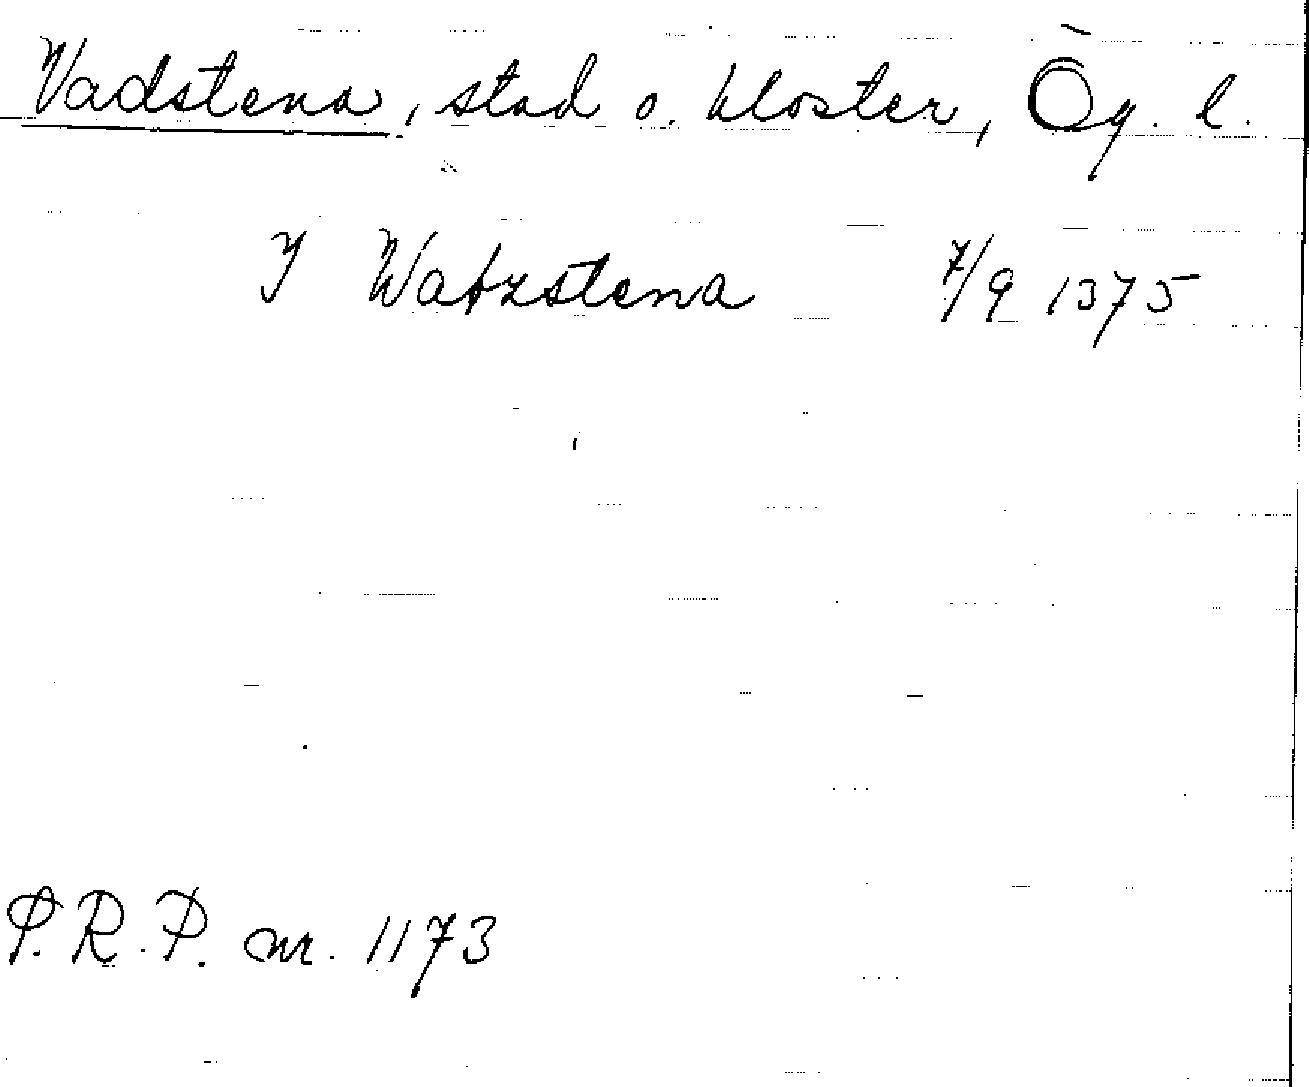 Vadstena, stad o. kloster, Ög. l.
I Watzstena 7/9 1375
P.R.P. nr. 1173